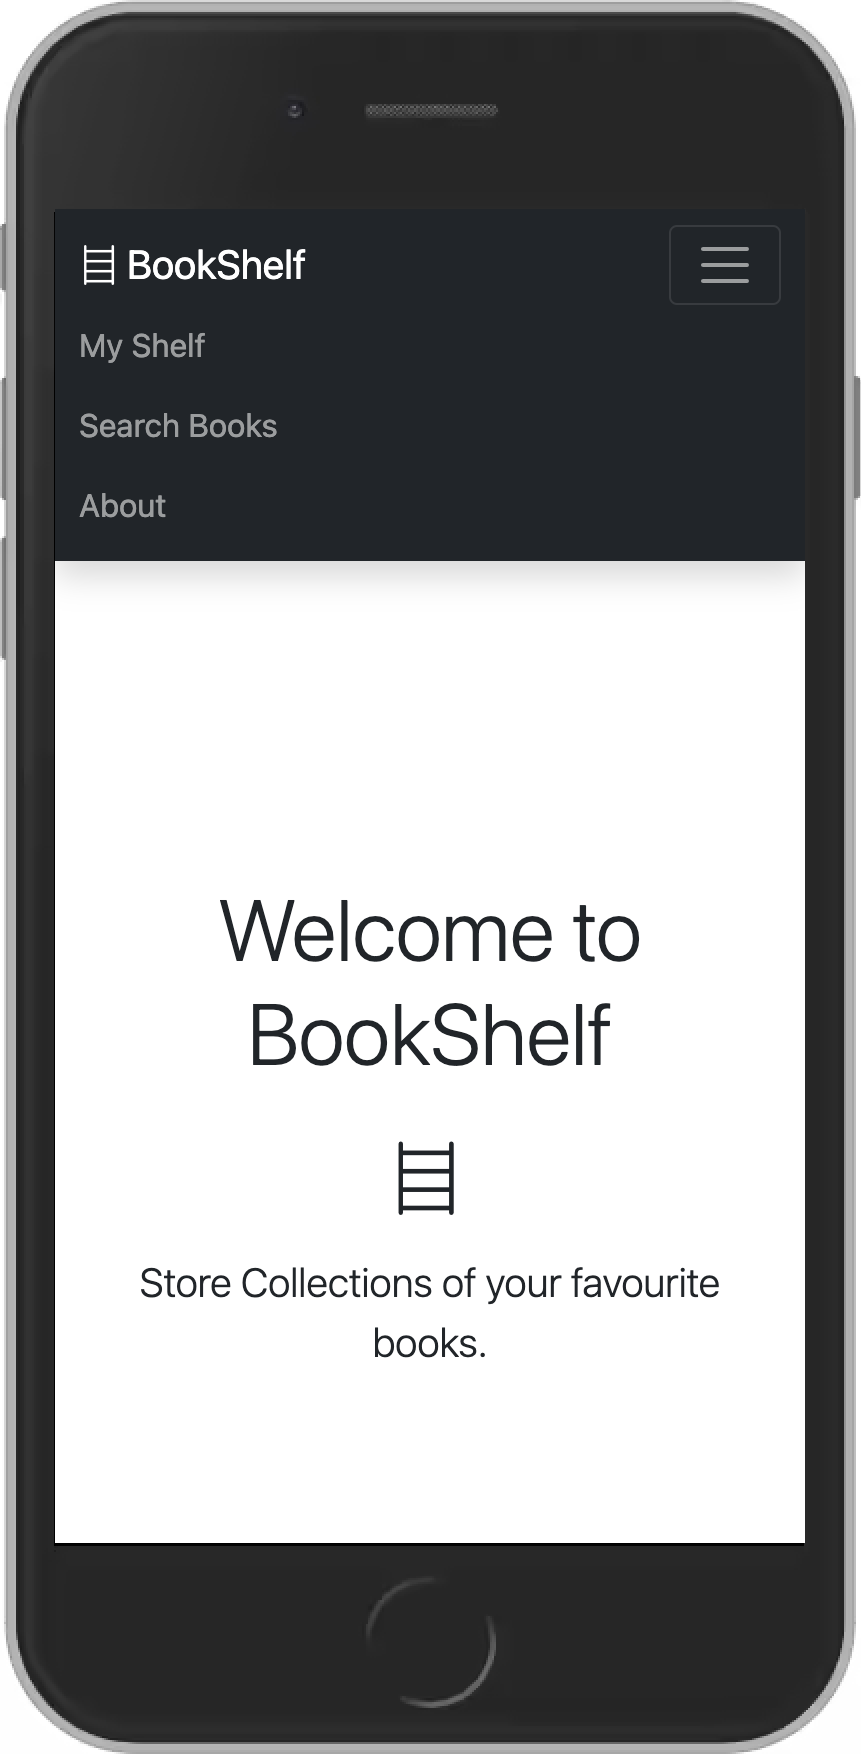 BookShelf
My Shelf
Search Books
About
Welcome to
BookShelf
Store Collections of your favourite
books.